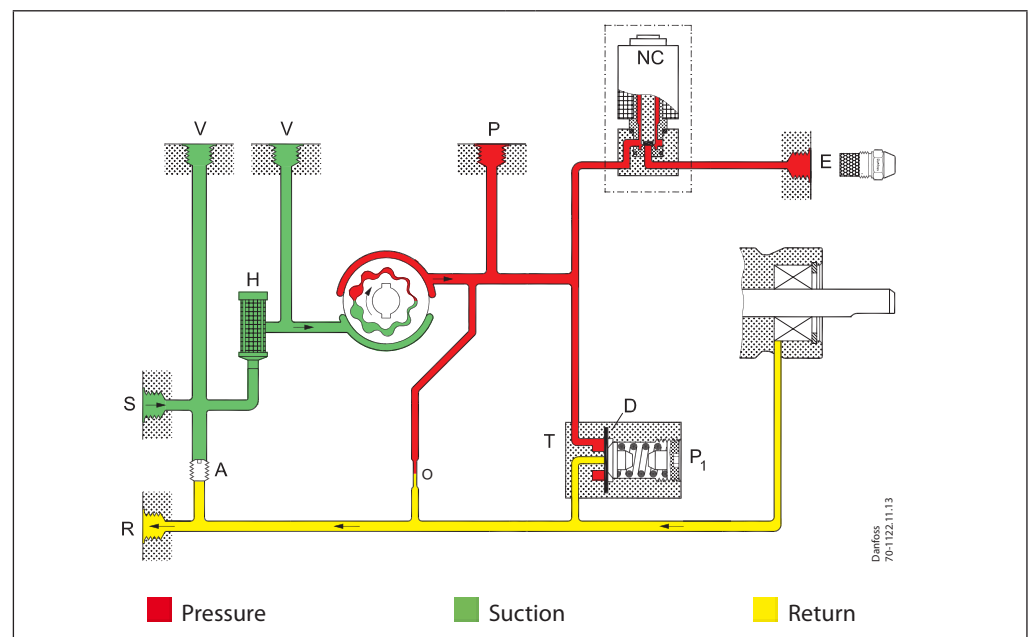 NC
V
V
P
E
H
S
D
T
P₁
A
O
R
Danfoss
70-1122.11.13
Pressure
Suction
Return